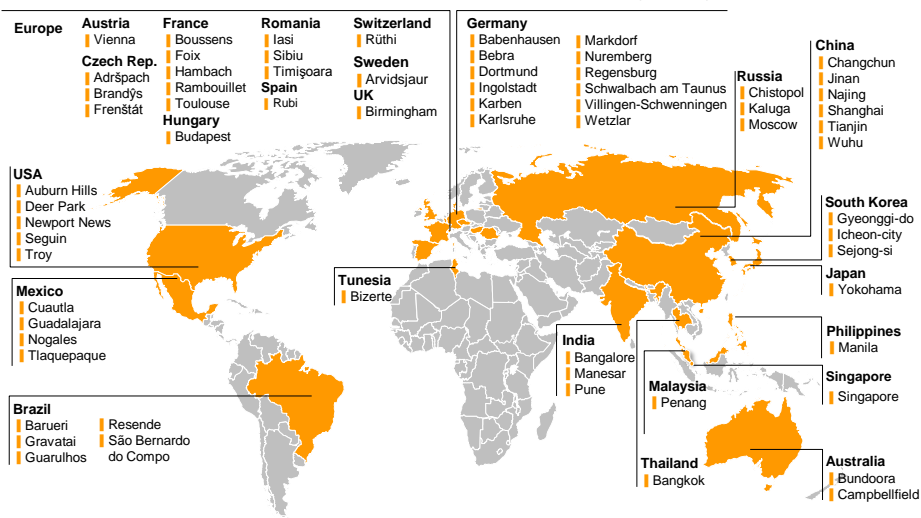 Europe
Austria
Vienna
Czech Rep.
Adršpach
Brandŷs
Frenštát
France
Boussens
Foix
Hambach
Rambouillet
Toulouse
Hungary
Budapest
Romania
Iasi
Sibiu
Timişoara
Spain
Rubi
Switzerland
Rüthi
Sweden
Arvidsjaur
UK
Birmingham
Germany
Babenhausen
Bebra
Dortmund
Ingolstadt
Karben
Karlsruhe
Markdorf
Nuremberg
Regensburg
Schwalbach am Taunus
Villingen-Schwenningen
Wetzlar
Russia
Chistopol
Kaluga
Moscow
China
Changchun
Jinan
Najing
Shanghai
Tianjin
Wuhu
USA
Auburn Hills
Deer Park
Newport News
Seguin
Troy
South Korea
Gyeonggi-do
Icheon-city
Sejong-si
Japan
Yokohama
Mexico
Cuautla
Guadalajara
Nogales
Tlaquepaque
Tunesia
Bizerte
India
Bangalore
Manesar
Pune
Philippines
Manila
Malaysia
Penang
Singapore
Singapore
Brazil
Barueri
Gravatai
Guarulhos
Resende
São Bernardo
do Compo
Thailand
Bangkok
Australia
Bundoora
Campbellfield